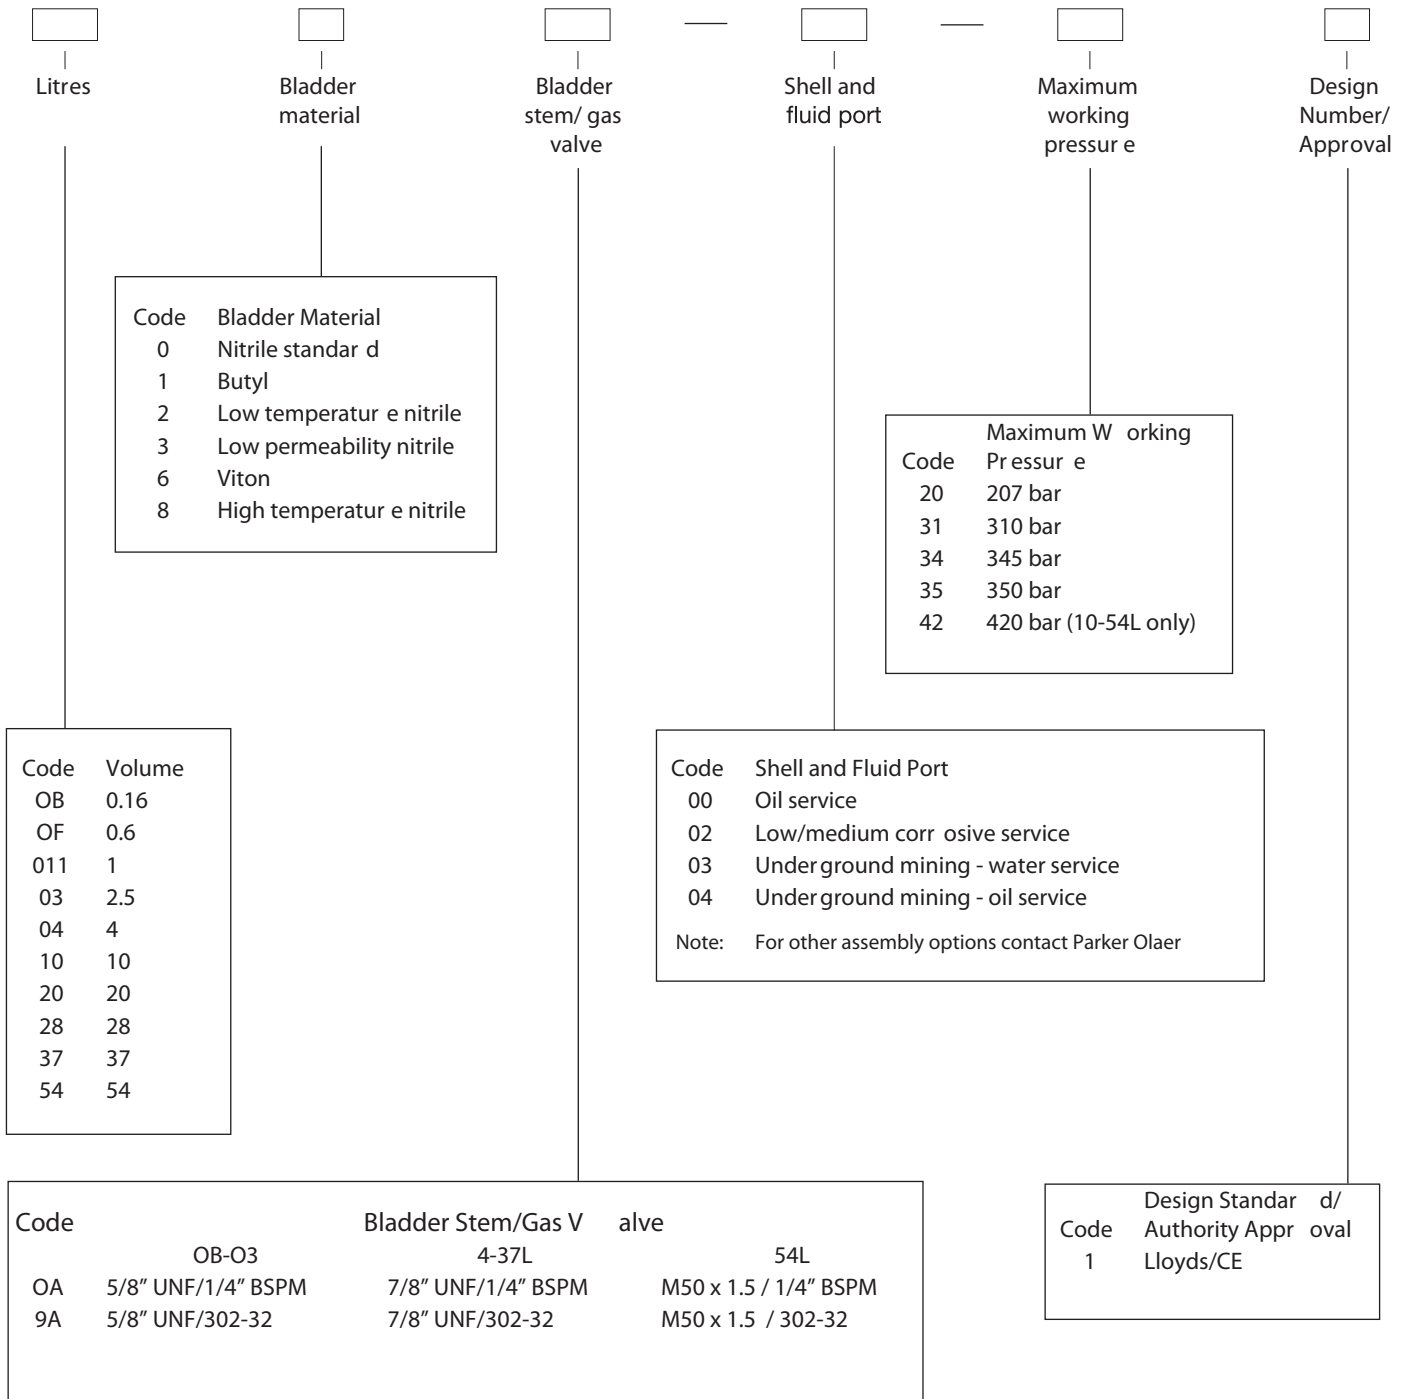 Litres
Bladder
material
Bladder
stem/ gas
valve
—
Shell and
fluid port
—
Maximum
working
pressur e
Design
Number/
Approval
Code Bladder Material
0 Nitrile standar d
1 Butyl
2 Low temperatur e nitrile
3 Low permeability nitrile
6 Viton
8 High temperatur e nitrile
Maximum W orking
Code Pr essur e
20 207 bar
31 310 bar
34 345 bar
35 350 bar
42 420 bar (10-54L only)
Code Volume
OB 0.16
OF 0.6
011 1
03 2.5
04 4
10 10
20 20
28 28
37 37
54 54
Code Shell and Fluid Port
00 Oil service
02 Low/medium corr osive service
03 Under ground mining - water service
04 Under ground mining - oil service
Note: For other assembly options contact Parker Olaer
Code Bladder Stem/Gas V alve
OB-O3 4-37L 54L
OA 5/8” UNF/1/4” BSPM 7/8” UNF/1/4” BSPM M50 x 1.5 / 1/4” BSPM
9A 5/8” UNF/302-32 7/8” UNF/302-32 M50 x 1.5 / 302-32
Design Standar d/
Code Authority Appr oval
1 Lloyds/CE